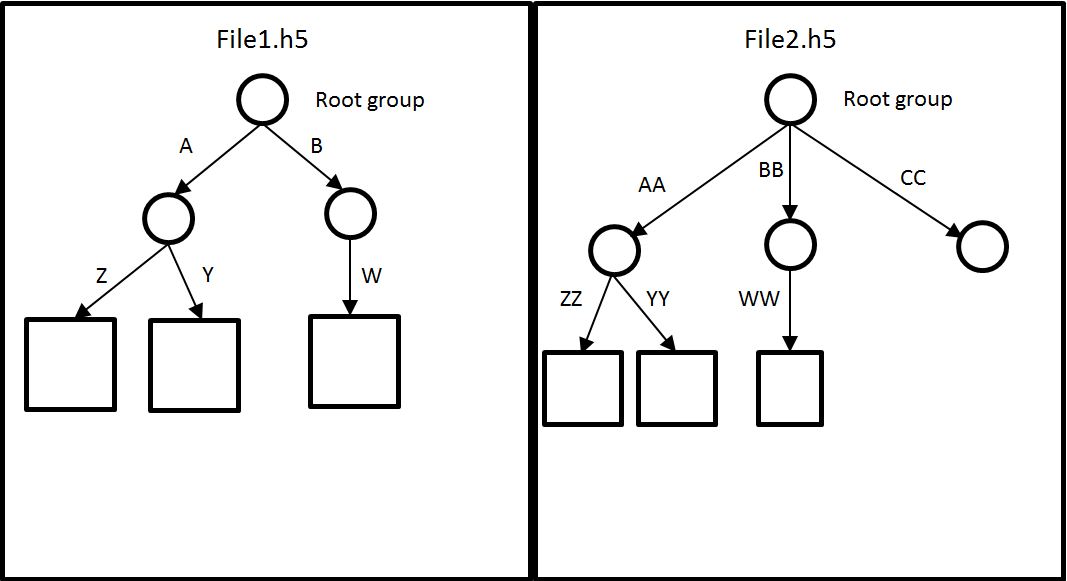 File1.h5
Root group
A
B
Z
Y
W
File2.h5
Root group
AA
BB
CC
ZZ
YY
WW